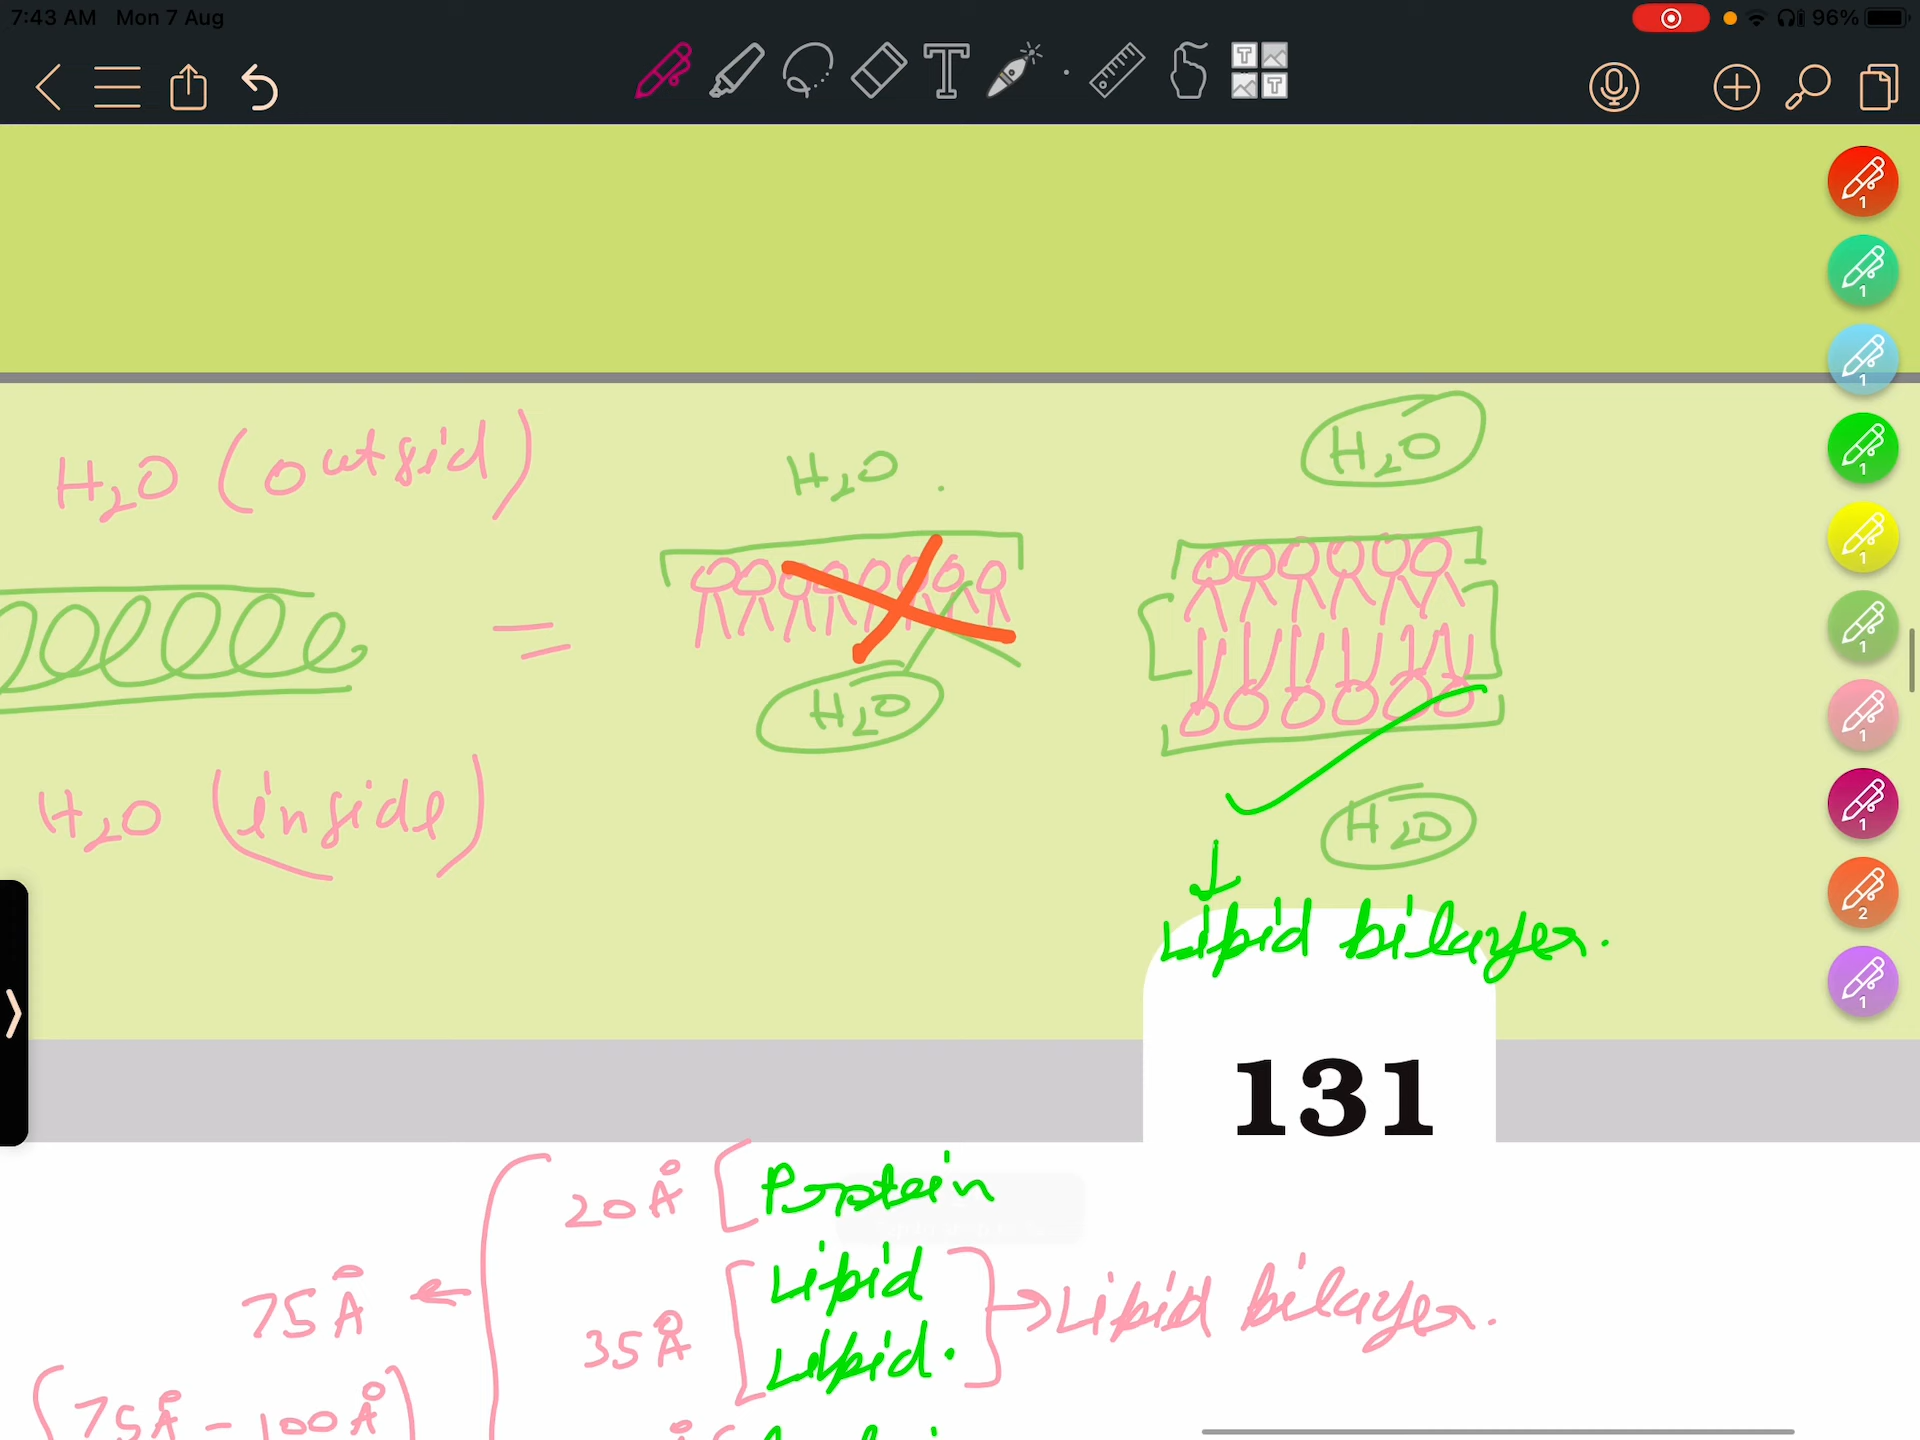 7:43 AM Mon 7 Aug
96%
H2O (outsid)
H2O
H2O
=
H2O
H2O (inside)
H2O
Lipid bilayer.
131
20Å [Protein
75Å ←
Lipid
35Å
Lipid.
→ Lipid bilayer.
(75Å - 100Å)